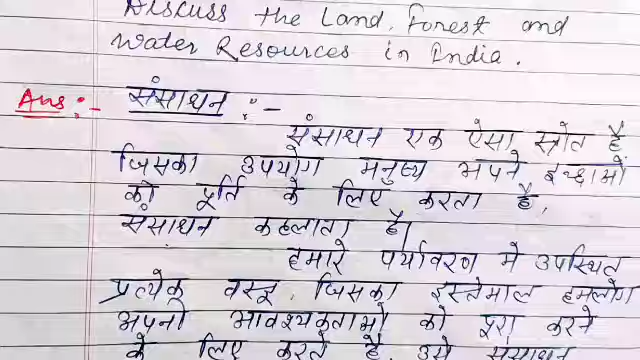 Discuss the Land, Forest and
Water Resources in India.
Ans:- संसाधन :-
संसाधन एक ऐसा स्त्रोत है,
जिसका उपयोग मनुष्य अपने इच्छाओं
को पूर्ति के लिए करता है,
संसाधन कहलाता है।
हमारे पर्यावरण में उपस्थित
प्रत्येक वस्तू, जिसका इस्तेमाल हमलोग
अपनी आवश्यकताओं को पूरा करने
के लिए करते है, उसे संसाधन